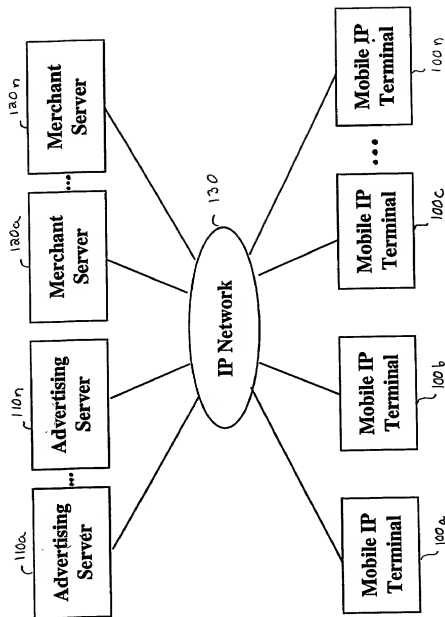 110a
Advertising
Server
...
110n
Advertising
Server
120a
Merchant
Server
...
120n
Merchant
Server
IP Network
130
Mobile IP
Terminal
100a
Mobile IP
Terminal
100b
Mobile IP
Terminal
100c
...
Mobile IP
Terminal
100n